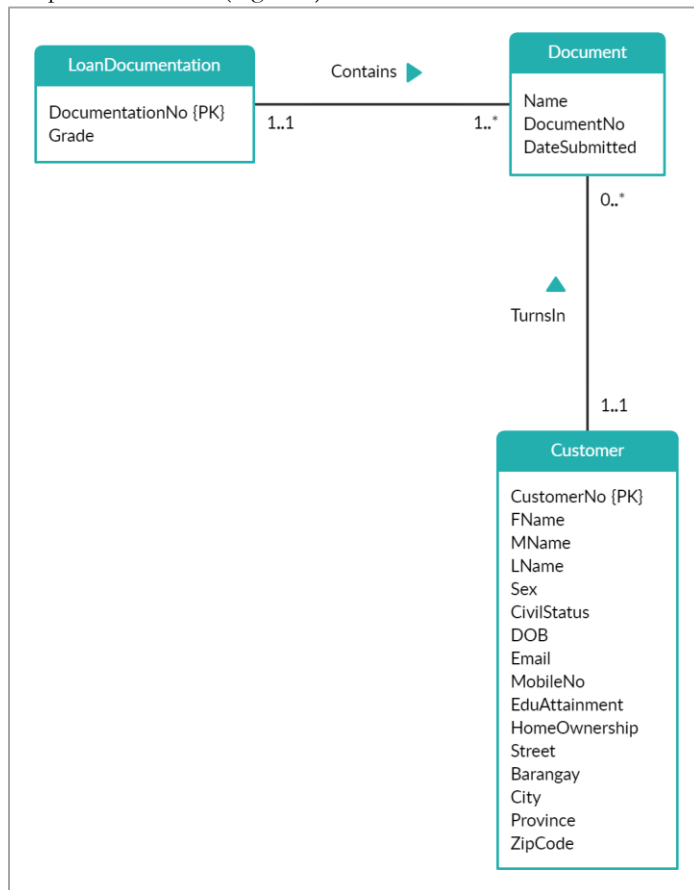 LoanDocumentation
DocumentationNo {PK}
Grade
Contains
1..1
1..*
Document
Name
DocumentNo
DateSubmitted
0..*
TurnsIn
1..1
Customer
CustomerNo {PK}
FName
MName
LName
Sex
CivilStatus
DOB
Email
MobileNo
EduAttainment
HomeOwnership
Street
Barangay
City
Province
ZipCode